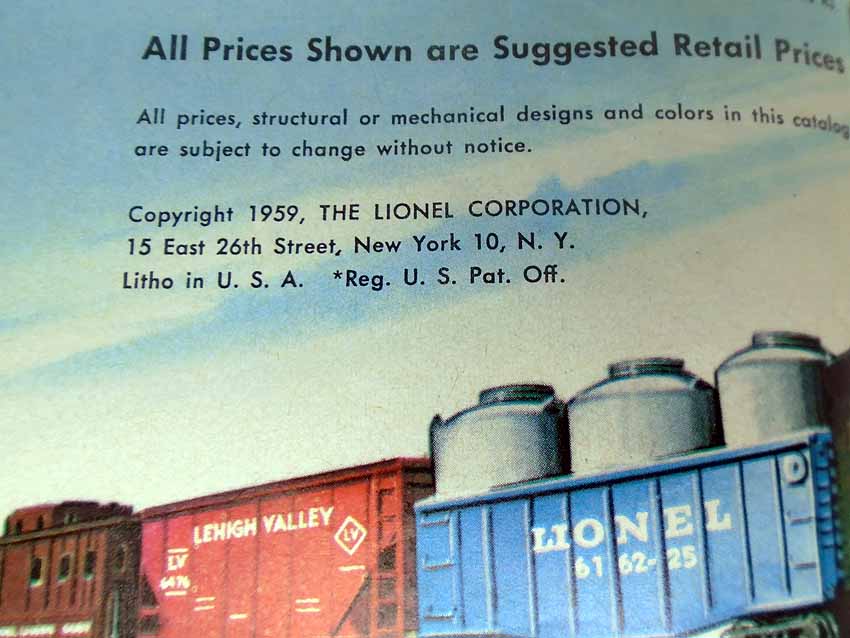 All Prices Shown are Suggested Retail Prices
All prices, structural or mechanical designs and colors in this catalog
are subject to change without notice.
Copyright 1959, THE LIONEL CORPORATION,
15 East 26th Street, New York 10, N. Y.
Litho in U. S. A. *Reg. U. S. Pat. Off.
LEHIGH VALLEY
LV
LV
6476
LIONEL
6162-25